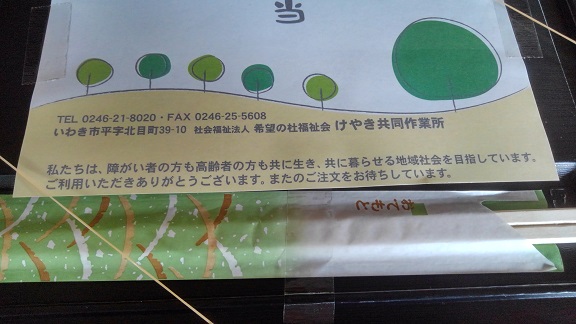 当
TEL 0246-21-8020・FAX 0246-25-5608
いわき市平字北目町39-10 社会福祉法人 希望の杜福祉会 けやき共同作業所
私たちは、障がい者の方も高齢者の方も共に生き、共に暮らせる地域社会を目指しています。
ご利用いただきありがとうございます。またのご注文をお待ちしています。
おてもと